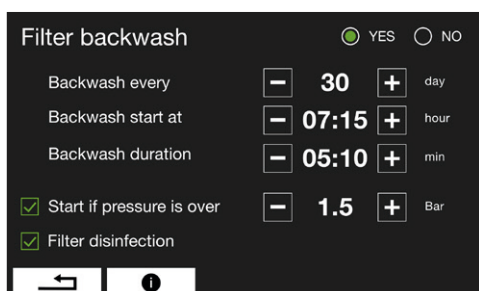 Filter backwash YES NO
Backwash every − 30 + day
Backwash start at − 07:15 + hour
Backwash duration − 05:10 + min
Start if pressure is over − 1.5 + Bar
Filter disinfection
i